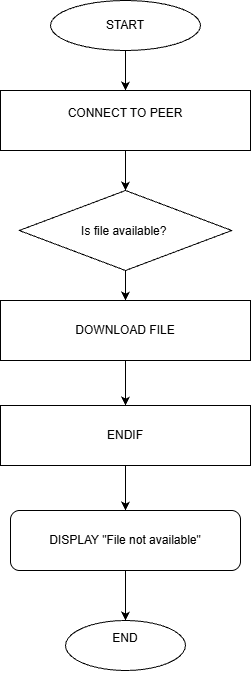 START
CONNECT TO PEER
Is file available?
DOWNLOAD FILE
ENDIF
DISPLAY "File not available"
END